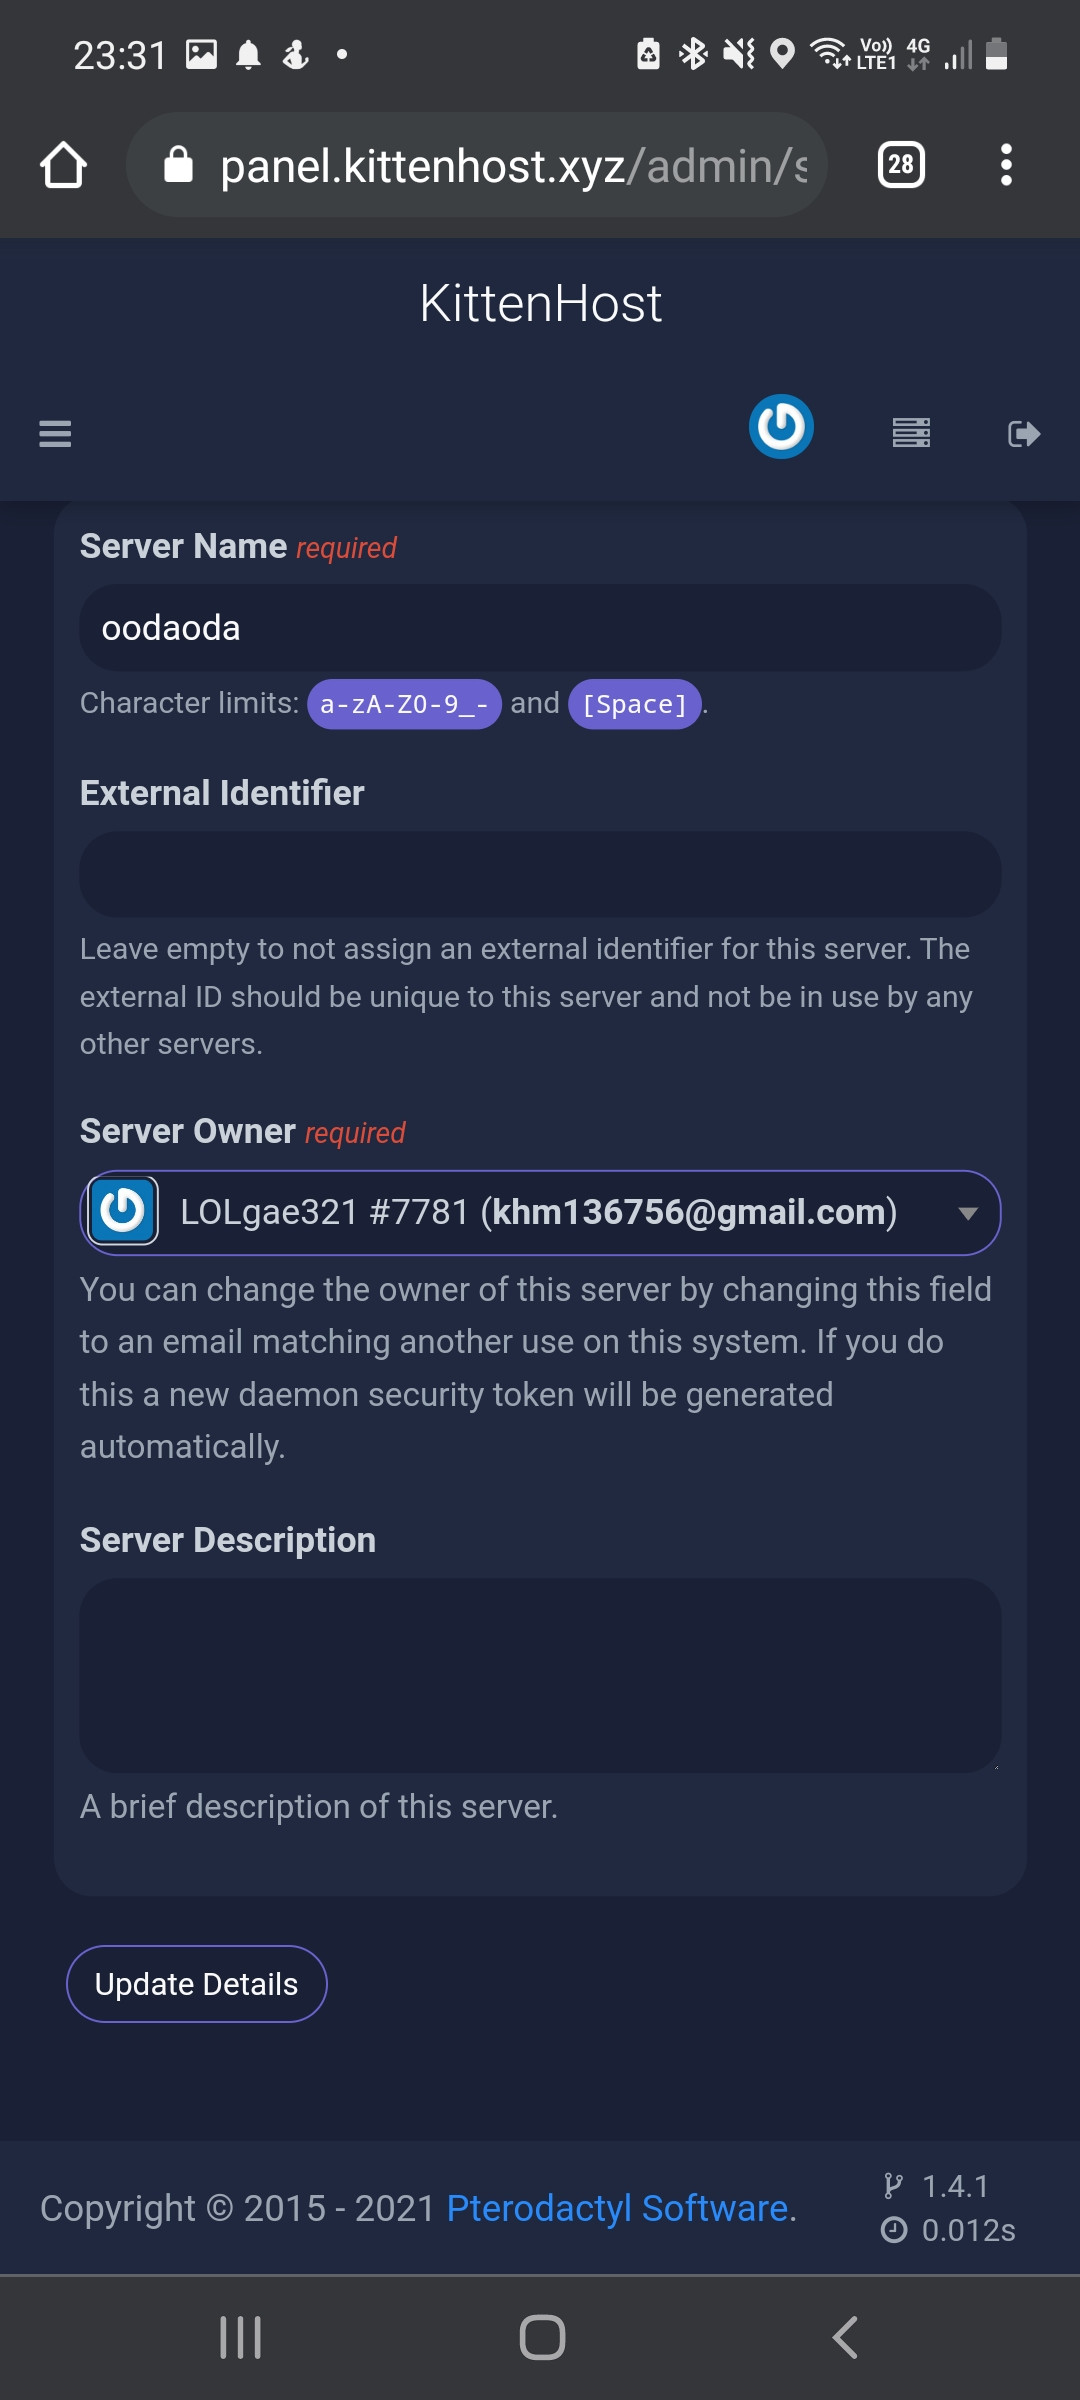 23:31
Vo))
LTE1
4G
panel.kittenhost.xyz/admin/s
28
KittenHost
Server Name required
oodaoda
Character limits: a-zA-Z0-9_- and [Space].
External Identifier
Leave empty to not assign an external identifier for this server. The
external ID should be unique to this server and not be in use by any
other servers.
Server Owner required
LOLgae321 #7781 (khm136756@gmail.com)
You can change the owner of this server by changing this field
to an email matching another use on this system. If you do
this a new daemon security token will be generated
automatically.
Server Description
A brief description of this server.
Update Details
Copyright © 2015 - 2021 Pterodactyl Software.
1.4.1
0.012s